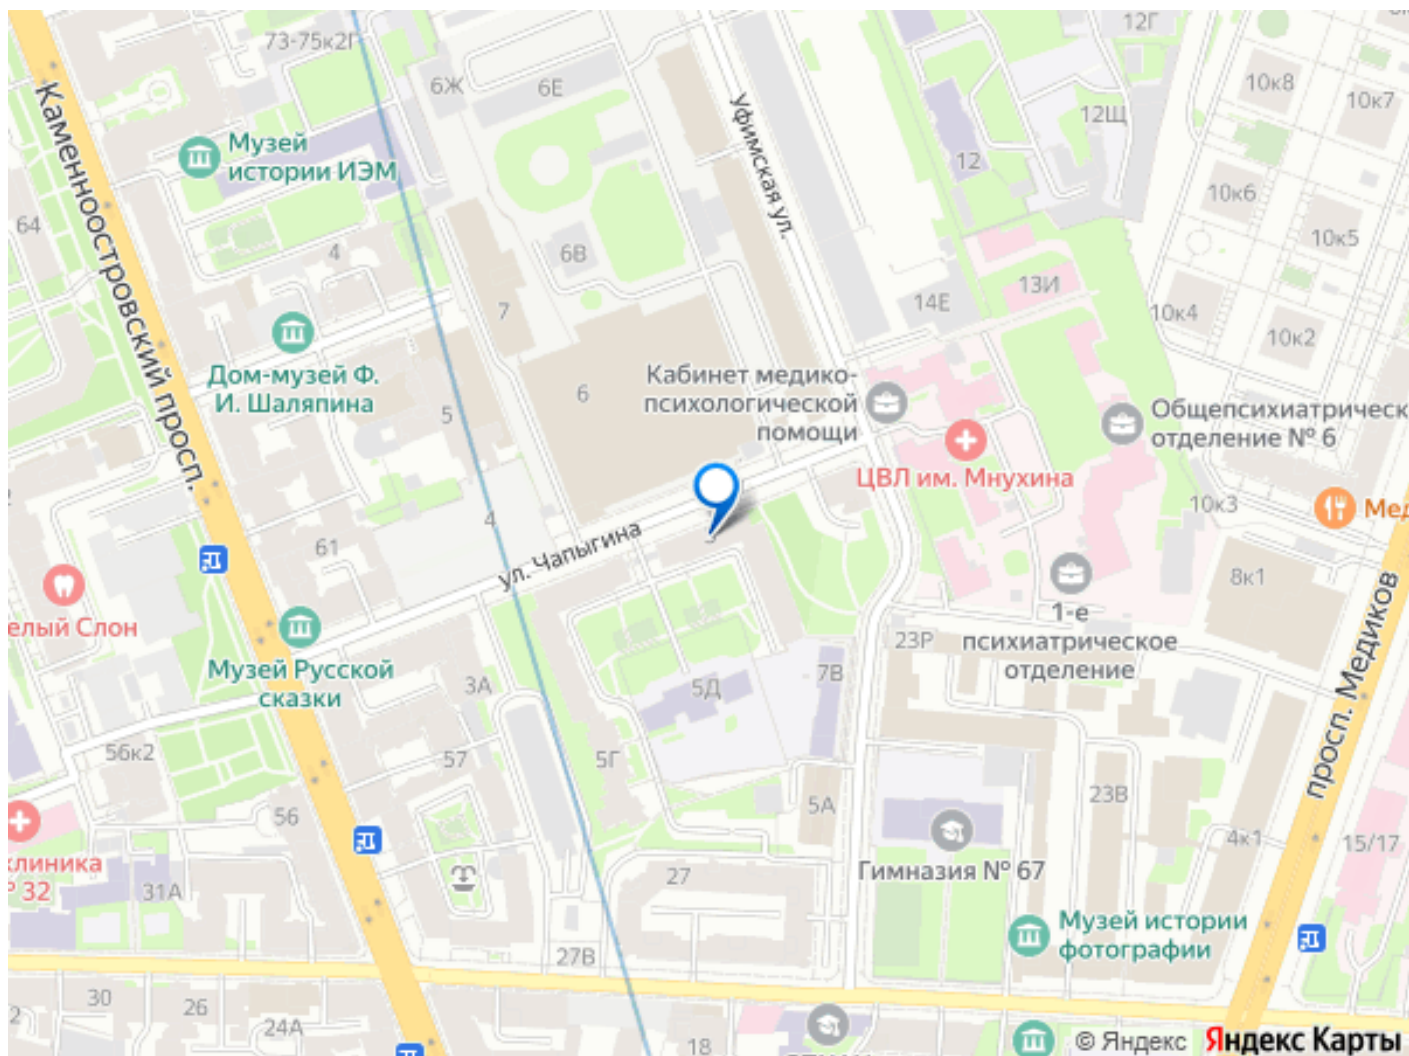 73-75к2Г
12Г
6Ж
6Е
10к8
10к7
12Щ
Каменноостровский просп.
Музей
истории ИЭМ
Уфимская ул.
12
10к6
64
4
6В
10к5
13И
14Е
7
10к4
10к2
Дом-музей Ф.
И. Шаляпина
6
5
Кабинет медико-
психологической
помощи
Общепсихиатрическ
отделение № 6
ЦВЛ им. Мнухина
10к3
Мед
4
61
ул. Чапыгина
8к1
елый Слон
1-е
психиатрическое
отделение
23Р
просп. Медиков
Музей Русской
сказки
3А
5Д
7В
56к2
57
5Г
5А
23В
56
4к1
15/17
клиника
32
31А
27
Гимназия № 67
Музей истории
фотографии
27В
30
26
24А
2
18
© Яндекс Яндекс Карты